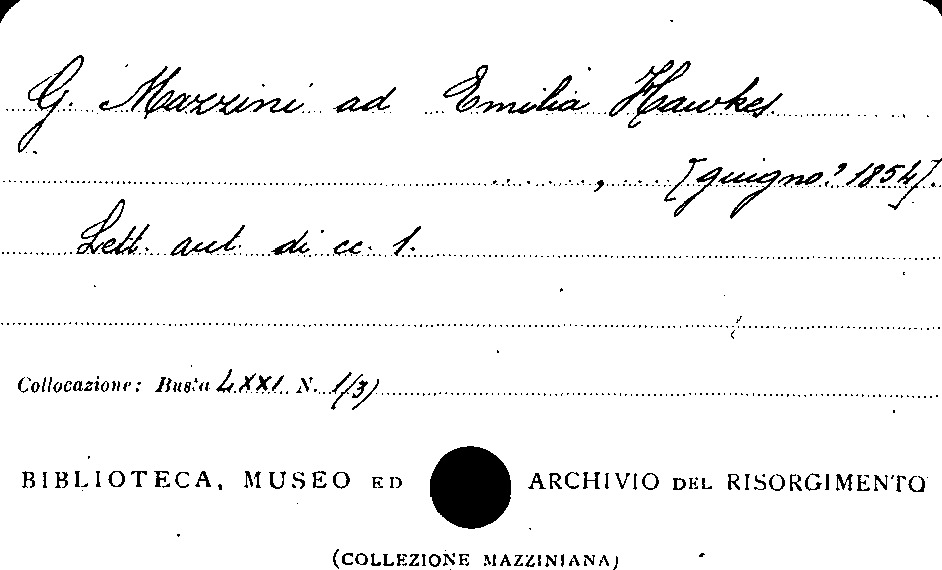 G. Mazzini ad Emilia Hawkes
......, ... [giugno? 1854].
Lett. aut. di cc. 1.
Collocazione: Busta LXXI N. 1/3)
BIBLIOTECA, MUSEO ED ARCHIVIO DEL RISORGIMENTO
(COLLEZIONE MAZZINIANA)